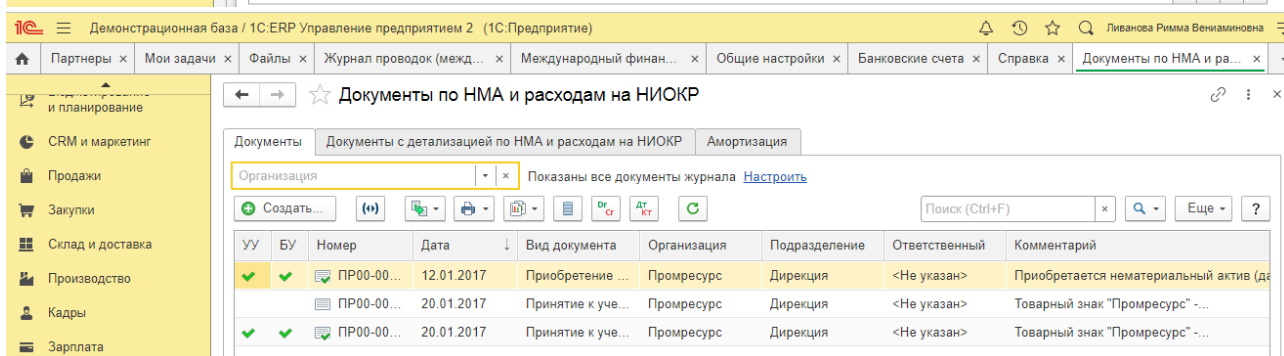 1С Демонстрационная база / 1С:ERP Управление предприятием 2 (1С:Предприятие) Ливанова Римма Вениаминовна
Партнеры × Мои задачи × Файлы × Журнал проводок (межд... × Международный финан... × Общие настройки × Банковские счета × Справка × Документы по НМА и ра... ×
и планирование
CRM и маркетинг
Продажи
Закупки
Склад и доставка
Производство
Кадры
Зарплата
Документы по НМА и расходам на НИОКР
Документы Документы с детализацией по НМА и расходам на НИОКР Амортизация
Организация Показаны все документы журнала Настроить
Создать... Dr Cr Дт Кт Поиск (Ctrl+F) × Еще ?
УУ БУ Номер Дата ↓ Вид документа Организация Подразделение Ответственный Комментарий
ПР00-00... 12.01.2017 Приобретение ... Промресурс Дирекция <Не указан> Приобретается нематериальный актив (да
ПР00-00... 20.01.2017 Принятие к уче... Промресурс Дирекция <Не указан> Товарный знак "Промресурс" -...
ПР00-00... 20.01.2017 Принятие к уче... Промресурс Дирекция <Не указан> Товарный знак "Промресурс" -...